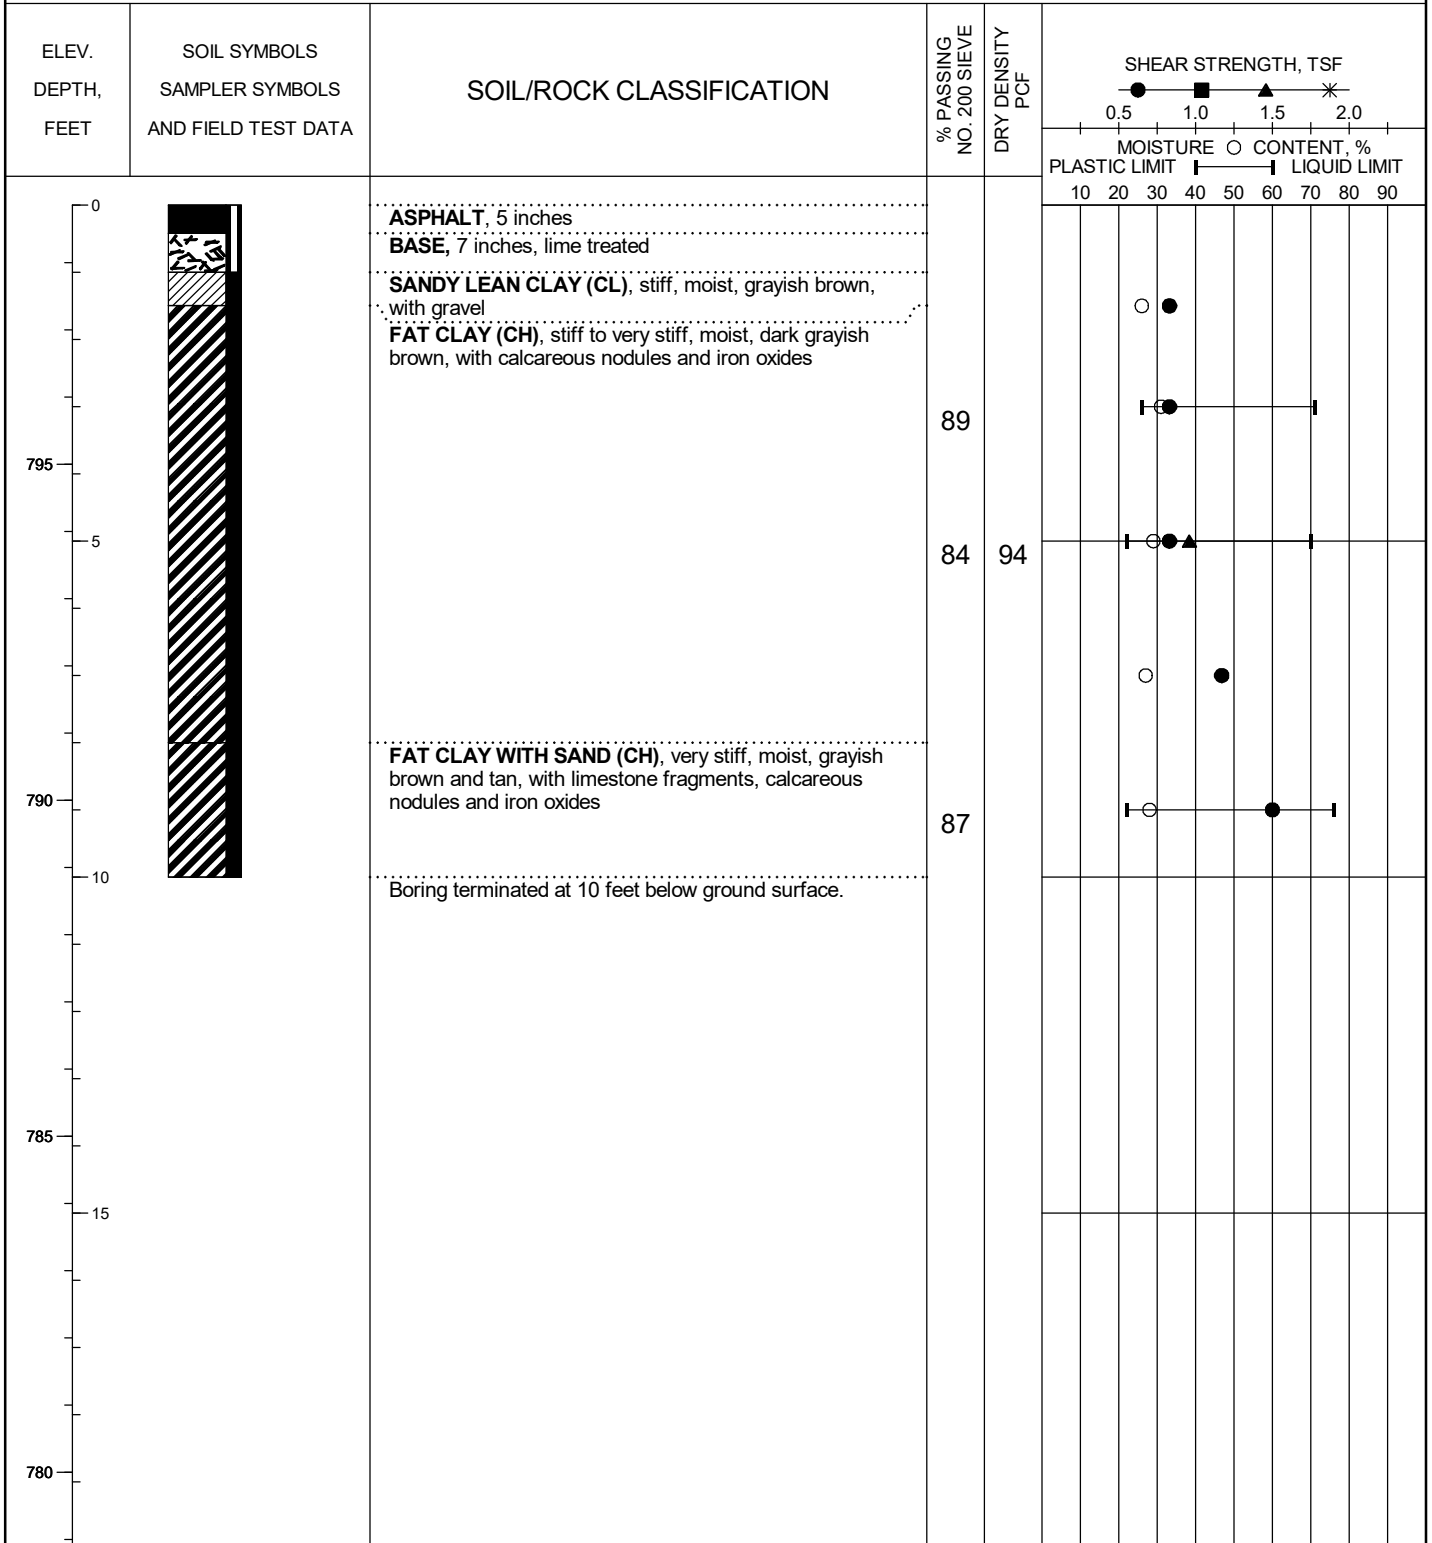 ELEV.
DEPTH,
FEET
SOIL SYMBOLS
SAMPLER SYMBOLS
AND FIELD TEST DATA
SOIL/ROCK CLASSIFICATION
% PASSING
NO. 200 SIEVE
DRY DENSITY
PCF
SHEAR STRENGTH, TSF
0.5 1.0 1.5 2.0
MOISTURE CONTENT, %
PLASTIC LIMIT LIQUID LIMIT
10 20 30 40 50 60 70 80 90
0
ASPHALT, 5 inches
BASE, 7 inches, lime treated
SANDY LEAN CLAY (CL), stiff, moist, grayish brown,
with gravel
FAT CLAY (CH), stiff to very stiff, moist, dark grayish
brown, with calcareous nodules and iron oxides
89
795
5
84 94
FAT CLAY WITH SAND (CH), very stiff, moist, grayish
brown and tan, with limestone fragments, calcareous
nodules and iron oxides
790
87
10
Boring terminated at 10 feet below ground surface.
785
15
780